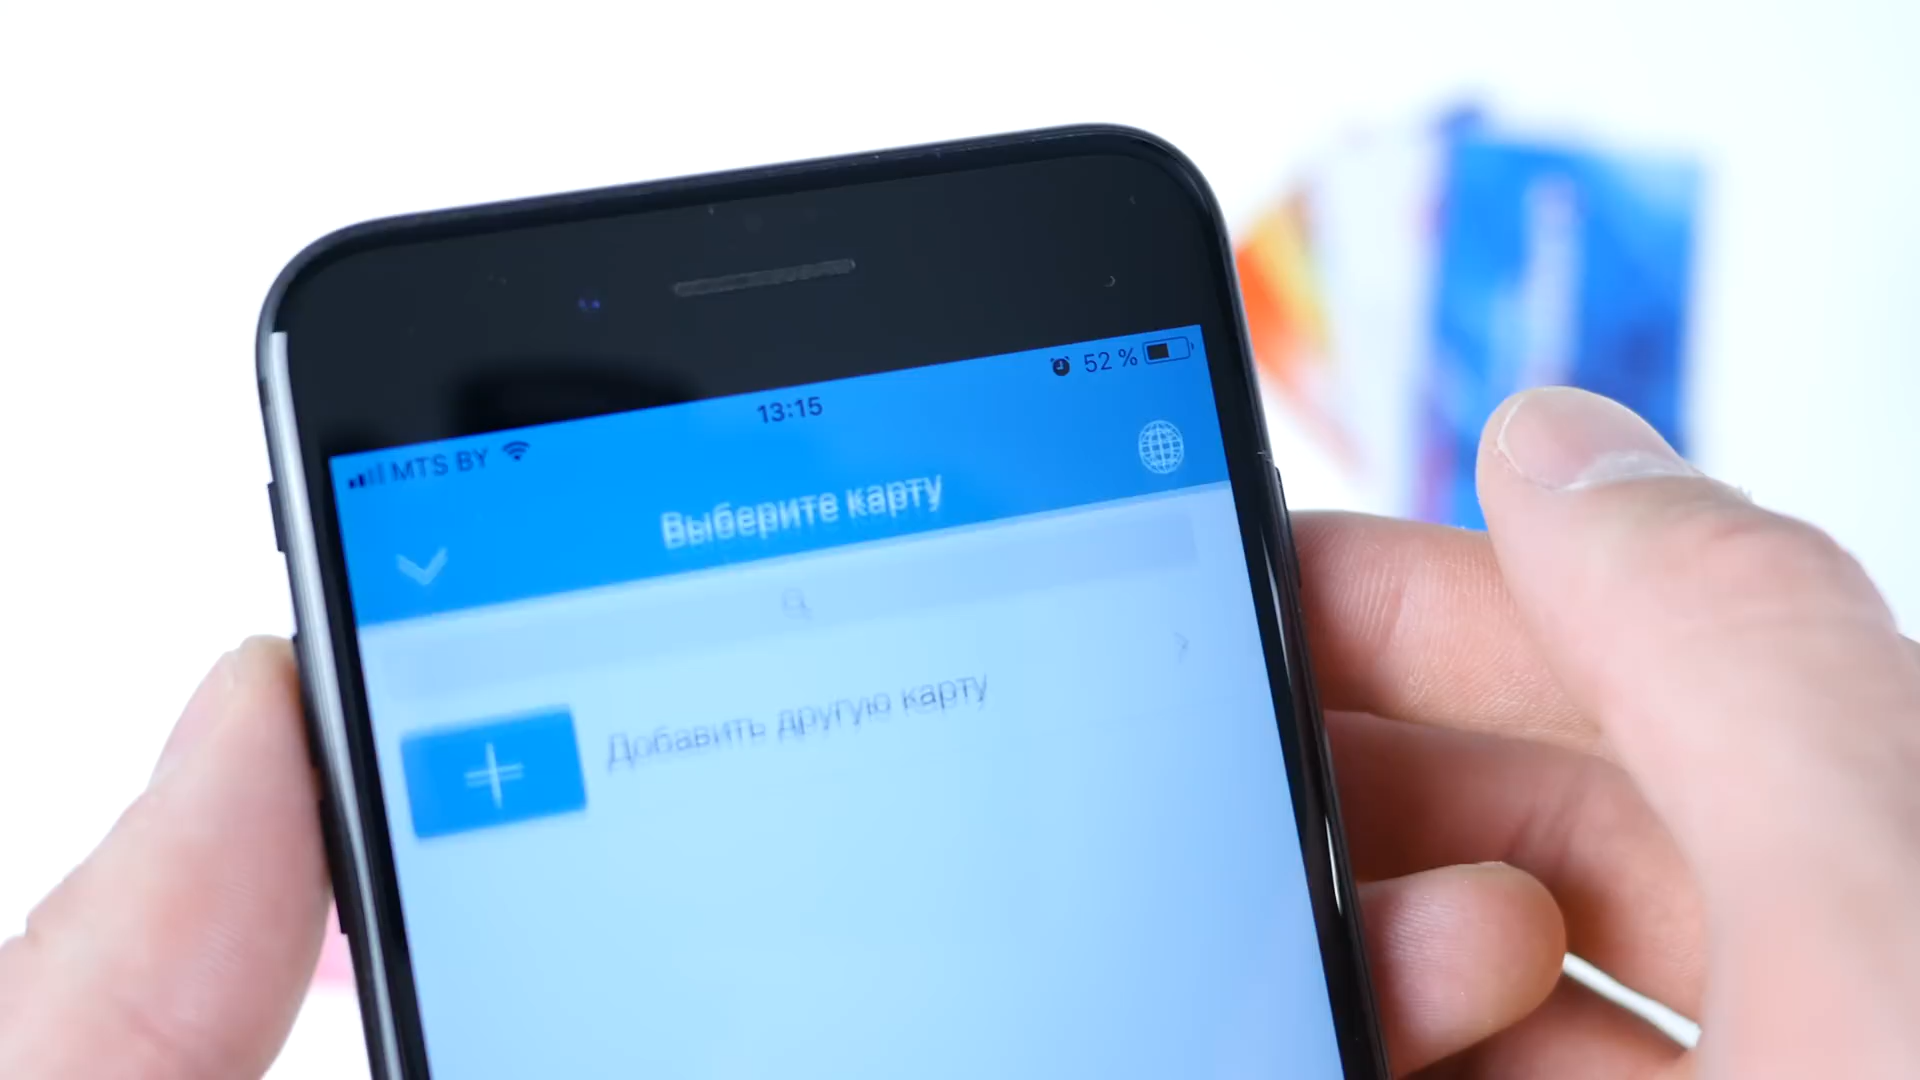 MTS BY
13:15
52 %
Выберите карту
Добавить другую карту